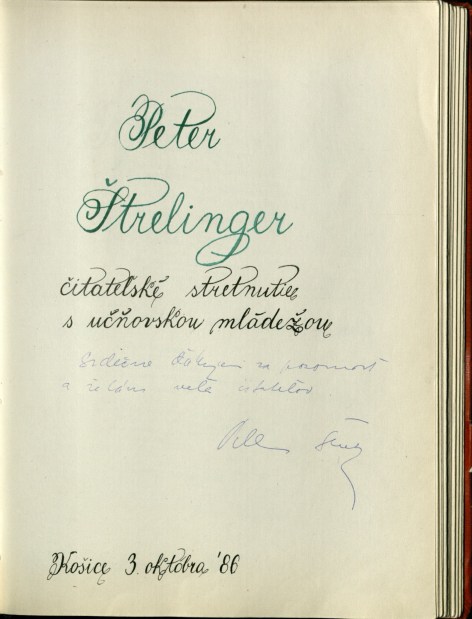 Peter
Štrelinger
čitateľské stretnutie
s učňovskou mládežou
Srdečne ďakujem za pozornosť
a želám veľa čitateľov
Košice 3. októbra '86